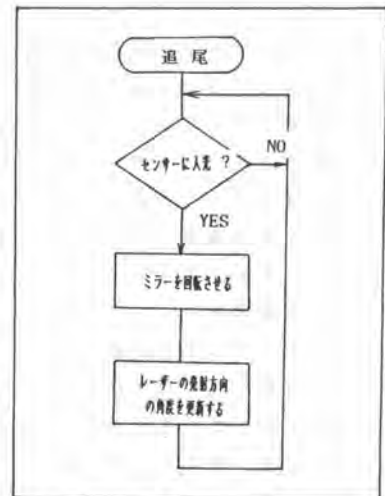 追尾
センサーに入光 ?
NO
YES
ミラーを回転させる
レーザーの発射方向
の角度を更新する